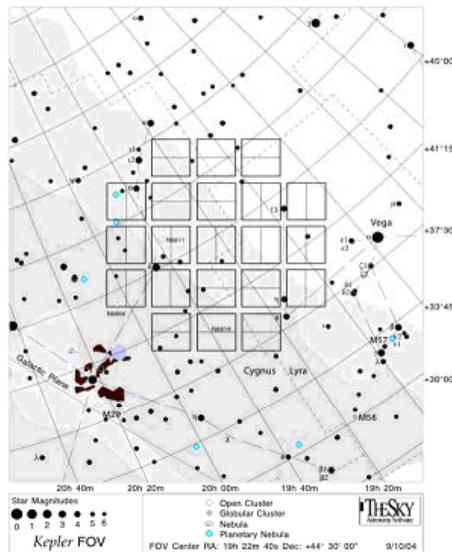 +45°00'
+41°15'
Vega
+37°30'
N6811
+33°45'
N6866
N6819
M57
Galactic Plane
Cygnus
Lyra
+30°00'
M29
M56
20h 40m
20h 20m
20h 00m
19h 40m
19h 20m
Star Magnitudes
0 1 2 3 4 5 6
Open Cluster
Globular Cluster
Nebula
Planetary Nebula
THESKY
Astronomy Software
Kepler FOV
FOV Center RA: 19h 22m 40s Dec: +44° 30' 00"
9/10/04